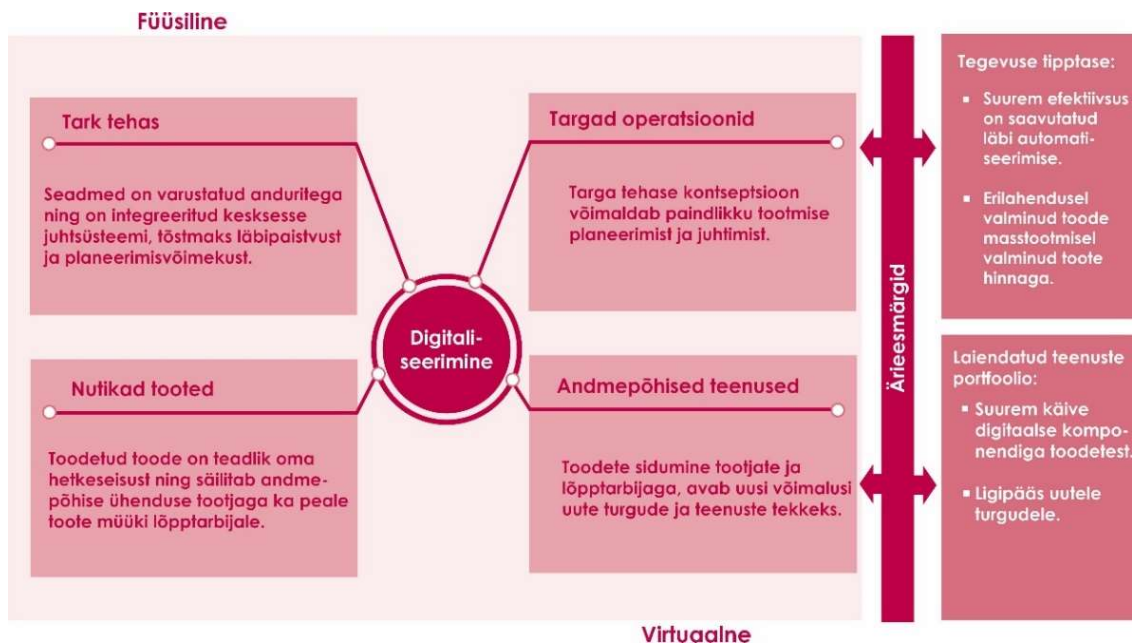 Füüsiline
Tark tehas
Seadmed on varustatud anduritega
ning on integreeritud kesksesse
juhtsüsteemi, tõstmaks läbipaistvust
ja planeerimisvõimekust.
Targad operatsioonid
Targa tehase kontseptsioon
võimaldab paindlikku tootmise
planeerimist ja juhtimist.
Digitali-
seerimine
Nutikad tooted
Toodetud toode on teadlik oma
hetkeseisust ning säilitab andme-
põhise ühenduse tootjaga ka peale
toote müüki lõpptarbijale.
Andmepõhised teenused
Toodete sidumine tootjate ja
lõpptarbijaga, avab uusi võimalusi
uute turgude ja teenuste tekkeks.
Virtuaalne
Ärieesmärgid
Tegevuse tipptase:
▪ Suurem efektiivsus
on saavutatud
läbi automati-
seerimise.
▪ Erilahendusel
valminud toode
masstootmisel
valminud toote
hinnaga.
Laiendatud teenuste
portfoolio:
▪ Suurem käive
digitaalse kompo-
nendiga toodetest.
▪ Ligipääs uutele
turgudele.